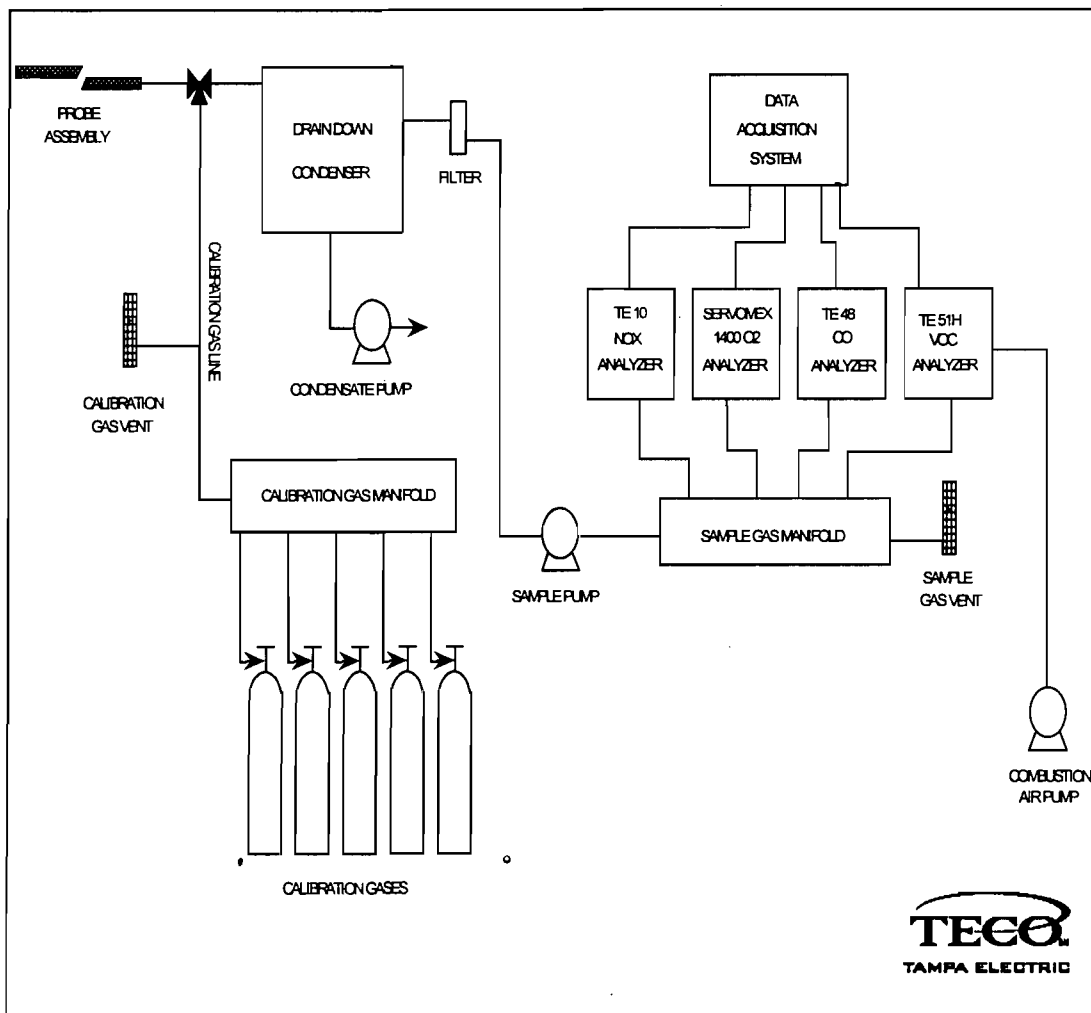 PROBE
ASSEMBLY
DRAIN DOWN
CONDENSER
FILTER
DATA
ACQUISITION
SYSTEM
CALIBRATION GAS LINE
TE 10
NOX
ANALYZER
SERVOMEX
1400 O2
ANALYZER
TE 48
CO
ANALYZER
TE 51H
VOC
ANALYZER
CALIBRATION
GAS VENT
CONDENSATE PUMP
CALIBRATION GAS MANIFOLD
SAMPLE PUMP
SAMPLE GAS MANIFOLD
SAMPLE
GAS VENT
COMBUSTION
AIR PUMP
CALIBRATION GASES
TECO
TAMPA ELECTRIC